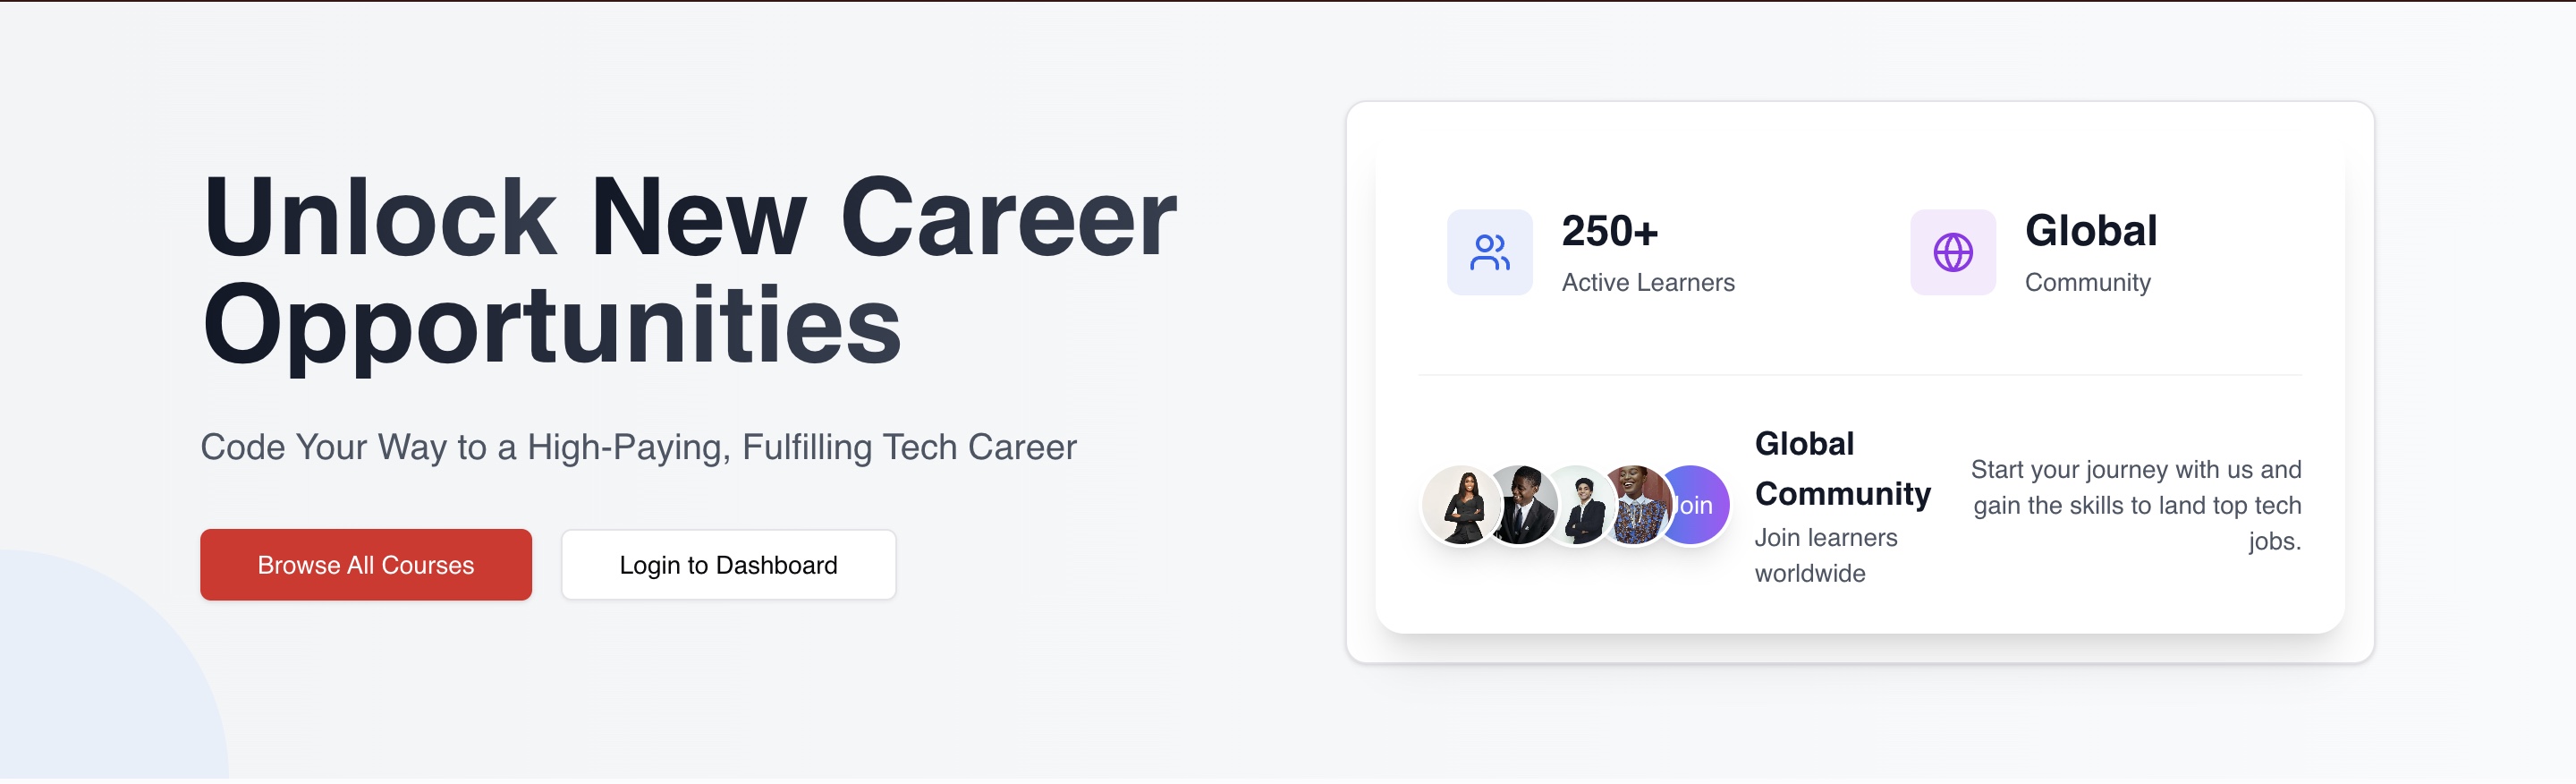 Unlock New Career
Opportunities
Code Your Way to a High-Paying, Fulfilling Tech Career
Browse All Courses
Login to Dashboard
250+
Active Learners
Global
Community
Join
Global
Community
Join learners
worldwide
Start your journey with us and
gain the skills to land top tech
jobs.